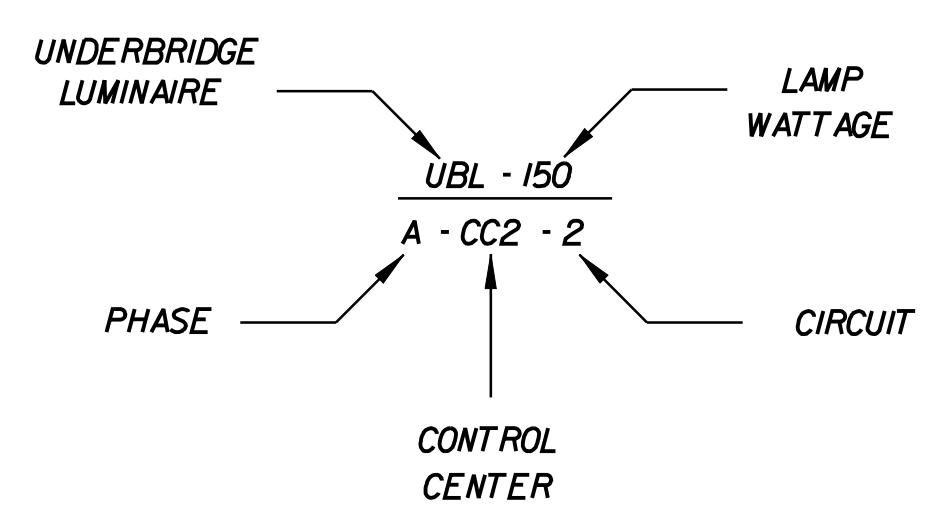 UNDERBRIDGE
LUMINAIRE
LAMP
WATTAGE
UBL - 150
A - CC2 - 2
PHASE
CIRCUIT
CONTROL
CENTER